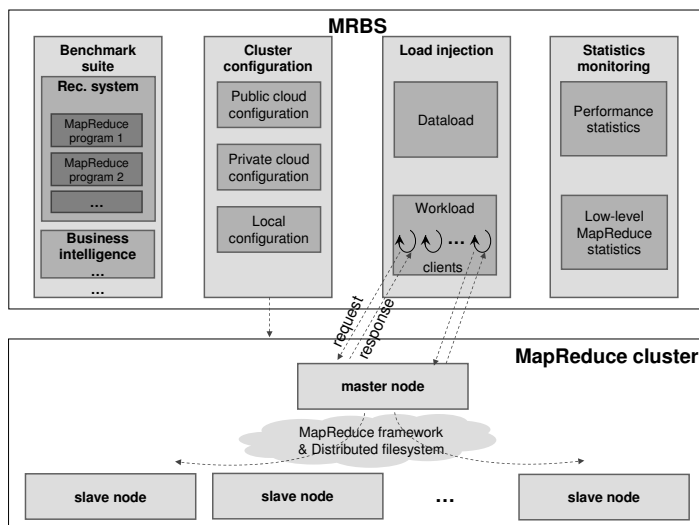 MRBS
Benchmark
suite
Rec. system
MapReduce
program 1
MapReduce
program 2
...
Business
intelligence
...
...
Cluster
configuration
Public cloud
configuration
Private cloud
configuration
Local
configuration
Load injection
Dataload
Workload
...
clients
Statistics
monitoring
Performance
statistics
Low-level
MapReduce
statistics
request
response
MapReduce cluster
master node
MapReduce framework
& Distributed filesystem
slave node
slave node
...
slave node